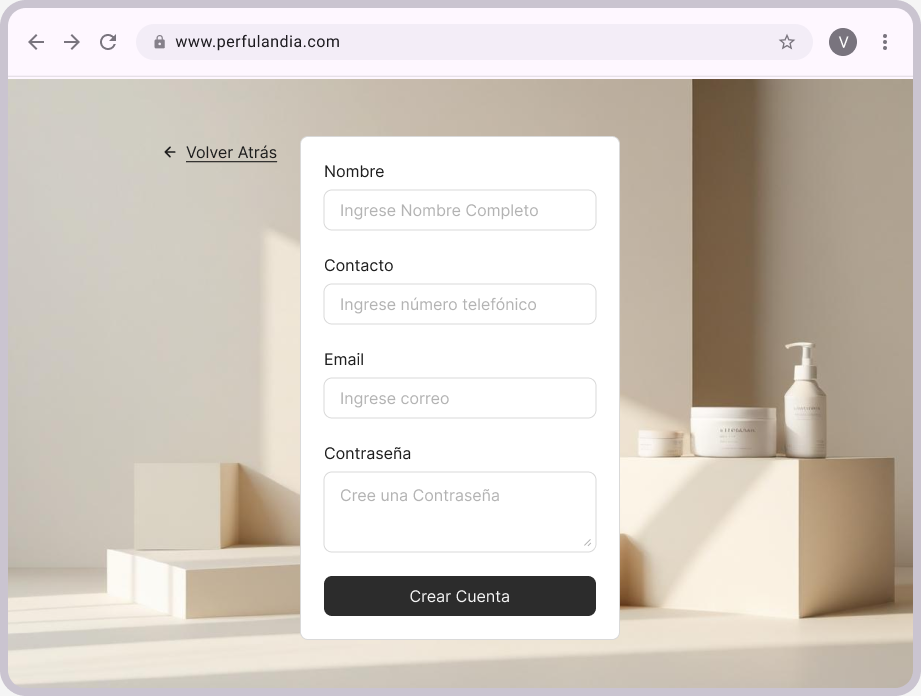 www.perfulandia.com
V
Volver Atrás
Nombre
Ingrese Nombre Completo
Contacto
Ingrese número telefónico
Email
Ingrese correo
Contraseña
Cree una Contraseña
Crear Cuenta